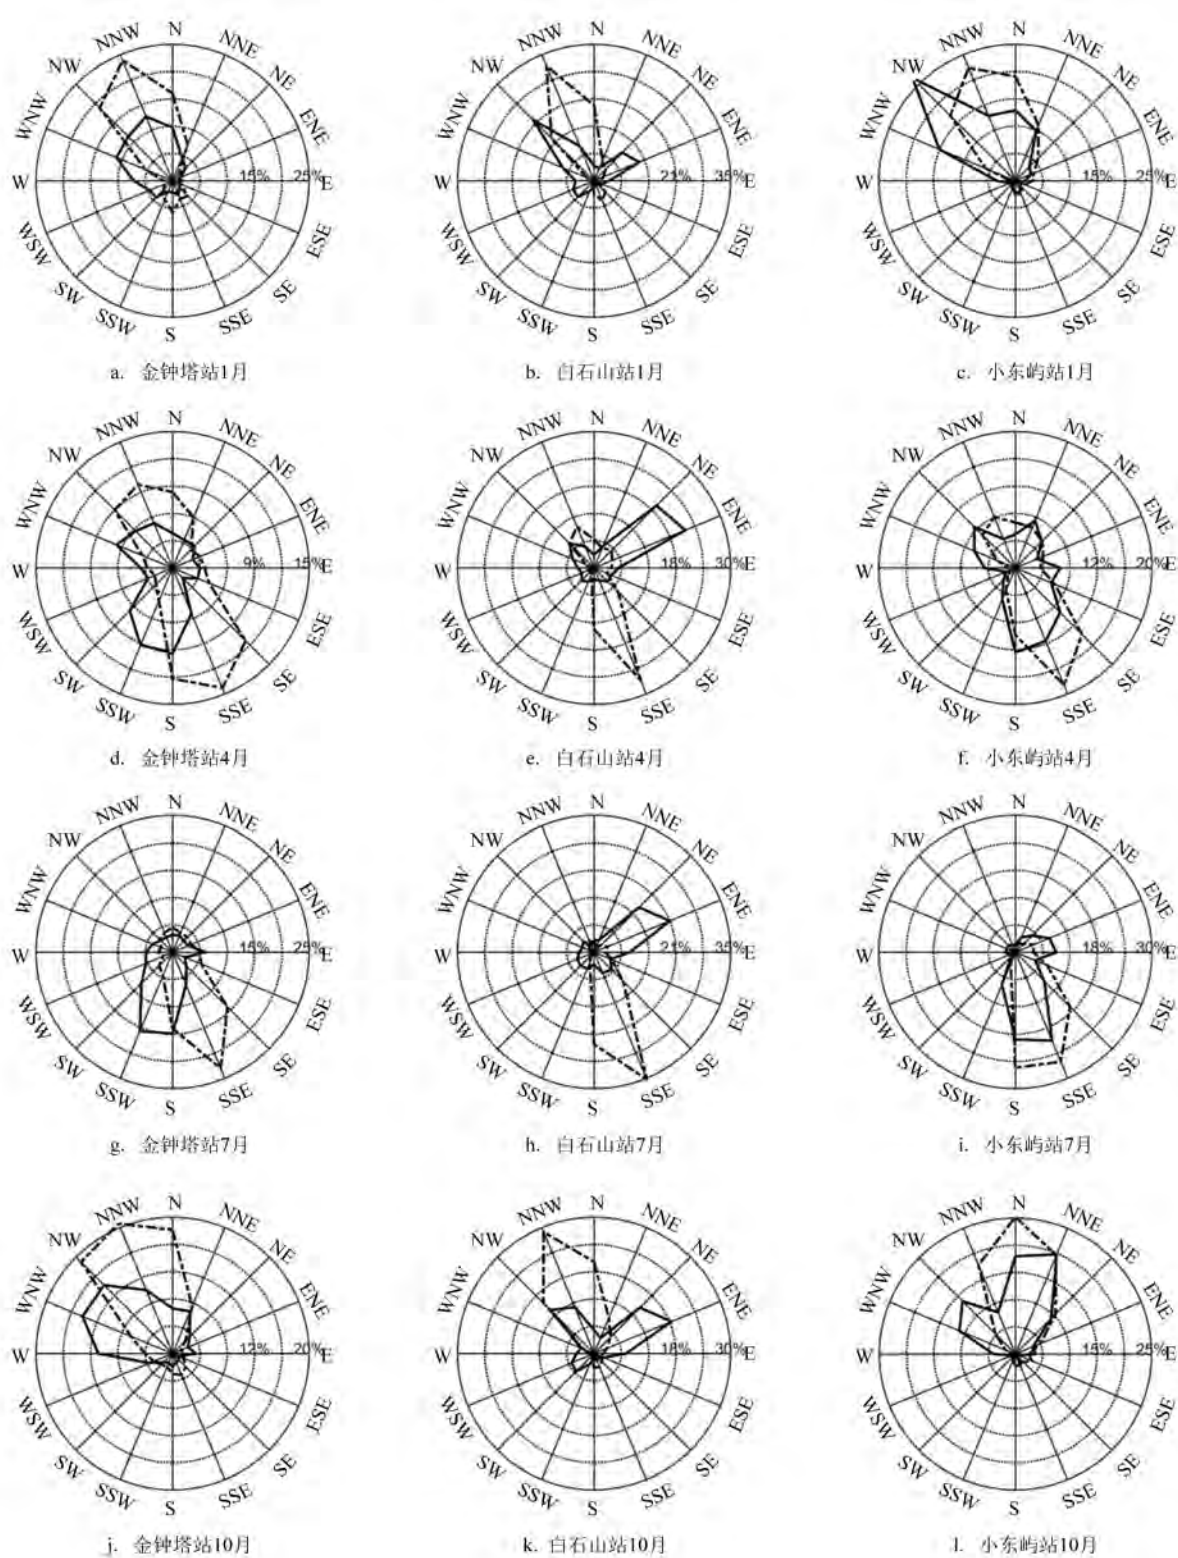 N
NNW NNE
NW NE
WNW ENE
W 15% 25% E
WSW ESE
SW SE
SSW SSE
S
a. 金钟塔站1月
N
NNW NNE
NW NE
WNW ENE
W 21% 35% E
WSW ESE
SW SE
SSW SSE
S
b. 白石山站1月
N
NNW NNE
NW NE
WNW ENE
W 15% 25% E
WSW ESE
SW SE
SSW SSE
S
c. 小东屿站1月
N
NNW NNE
NW NE
WNW ENE
W 9% 15% E
WSW ESE
SW SE
SSW SSE
S
d. 金钟塔站4月
N
NNW NNE
NW NE
WNW ENE
W 18% 30% E
WSW ESE
SW SE
SSW SSE
S
e. 白石山站4月
N
NNW NNE
NW NE
WNW ENE
W 12% 20% E
WSW ESE
SW SE
SSW SSE
S
f. 小东屿站4月
N
NNW NNE
NW NE
WNW ENE
W 15% 25% E
WSW ESE
SW SE
SSW SSE
S
g. 金钟塔站7月
N
NNW NNE
NW NE
WNW ENE
W 21% 35% E
WSW ESE
SW SE
SSW SSE
S
h. 白石山站7月
N
NNW NNE
NW NE
WNW ENE
W 18% 30% E
WSW ESE
SW SE
SSW SSE
S
i. 小东屿站7月
N
NNW NNE
NW NE
WNW ENE
W 12% 20% E
WSW ESE
SW SE
SSW SSE
S
j. 金钟塔站10月
N
NNW NNE
NW NE
WNW ENE
W 18% 30% E
WSW ESE
SW SE
SSW SSE
S
k. 白石山站10月
N
NNW NNE
NW NE
WNW ENE
W 15% 25% E
WSW ESE
SW SE
SSW SSE
S
l. 小东屿站10月